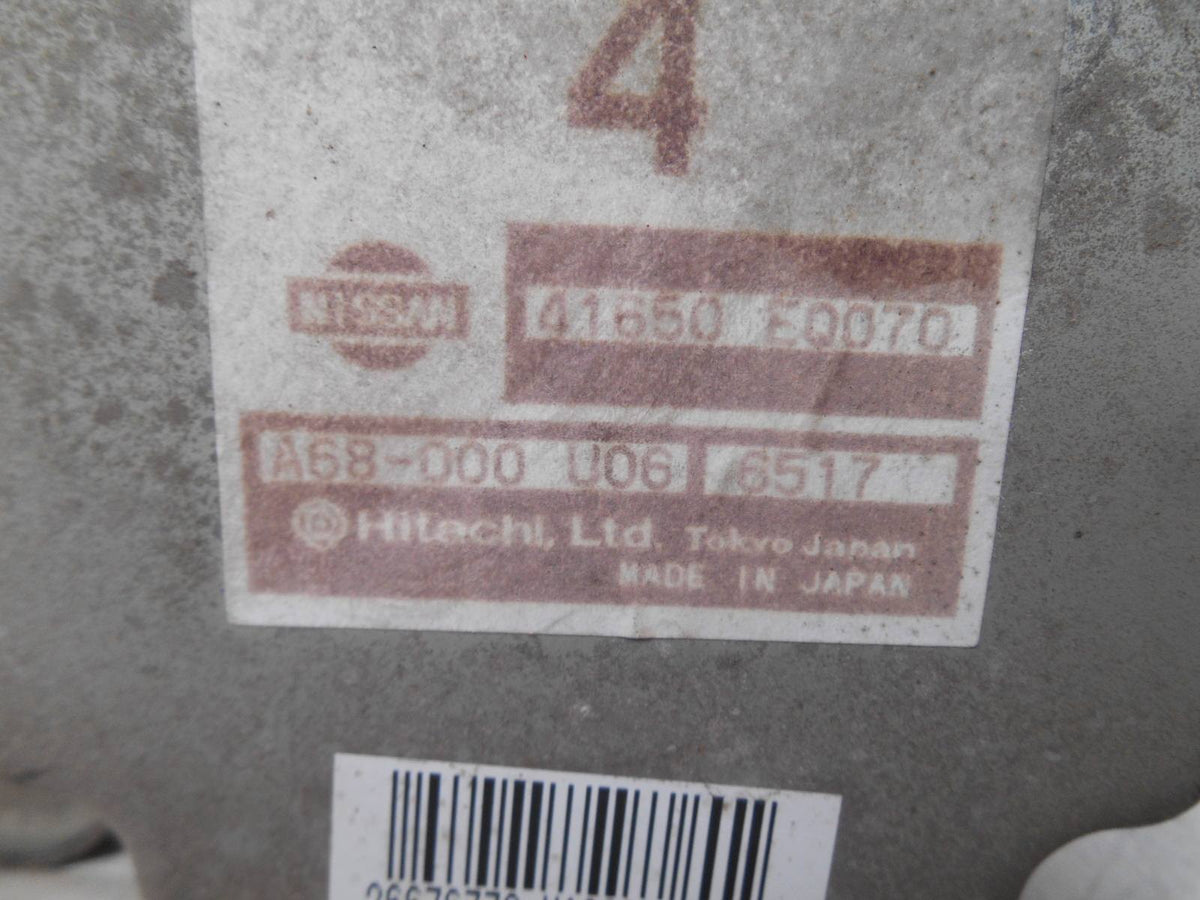 4
NISSAN
41650 EQ070
A68-000 U06 6517
Hitachi, Ltd. Tokyo Japan
MADE IN JAPAN